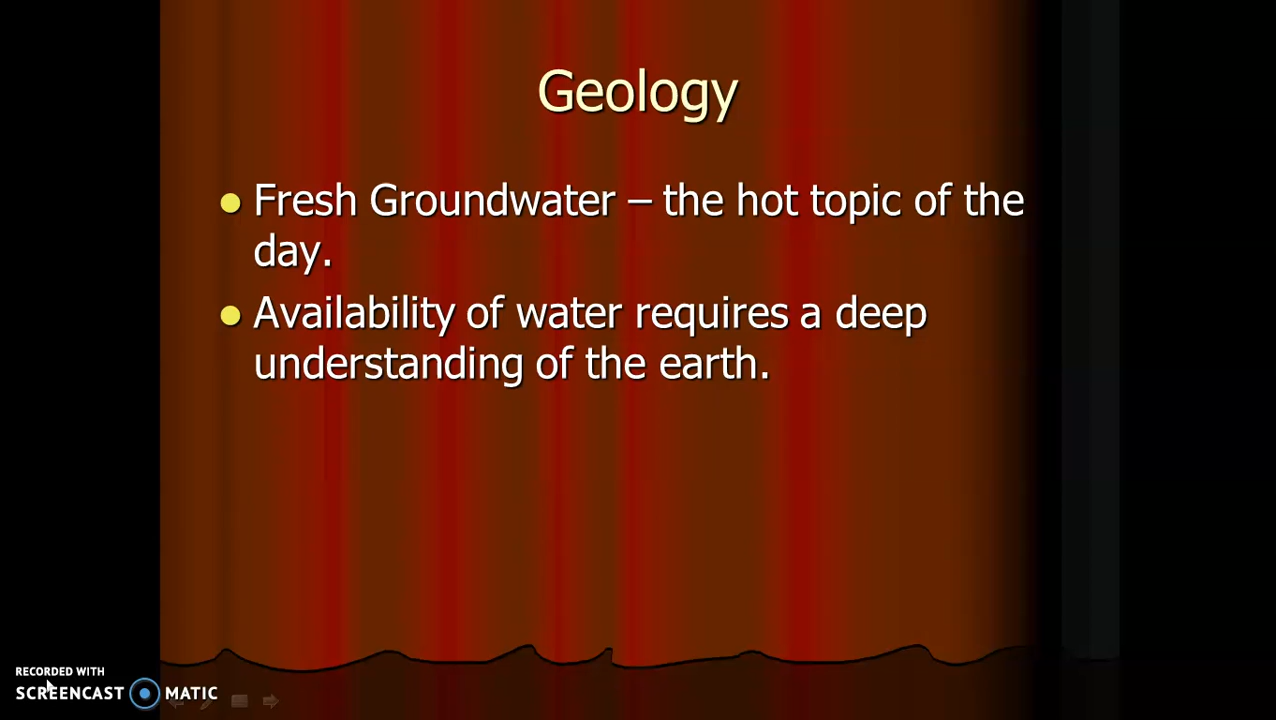 Geology
Fresh Groundwater – the hot topic of the
day.
Availability of water requires a deep
understanding of the earth.
RECORDED WITH
SCREENCAST MATIC